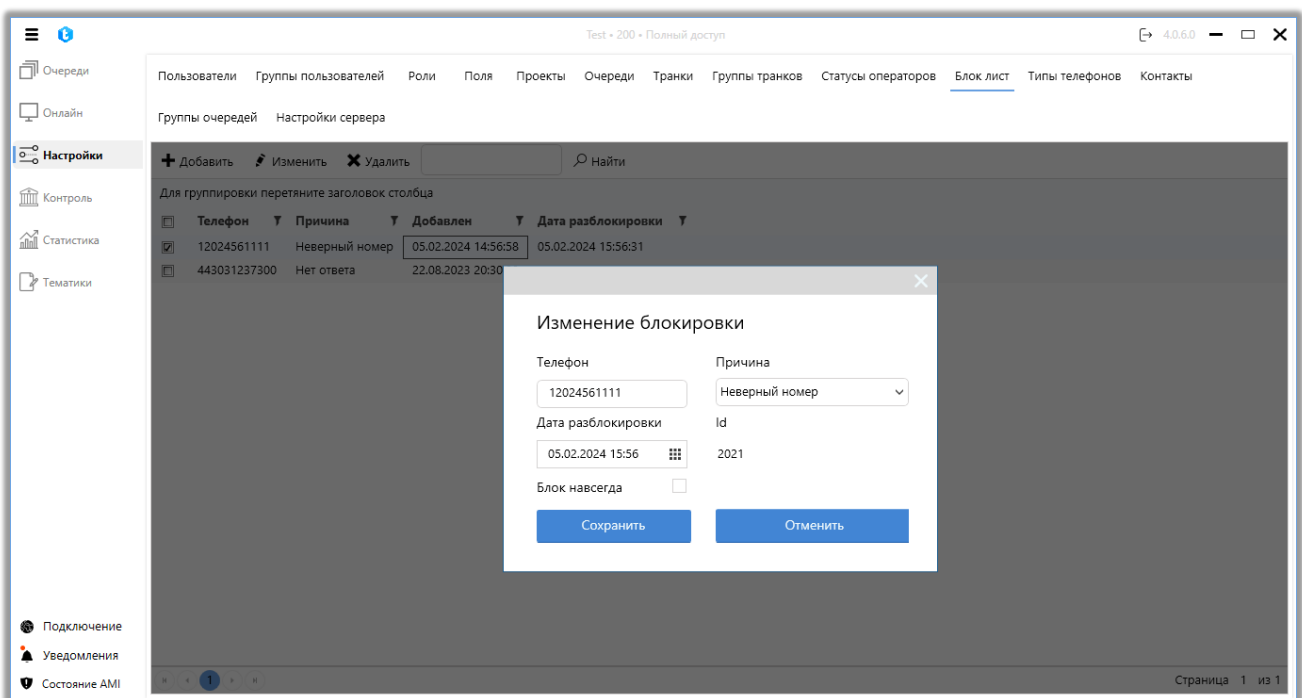 Test • 200 • Полный доступ
4.0.6.0
Очереди
Онлайн
Настройки
Контроль
Статистика
Тематики
Подключение
Уведомления
Состояние AMI
Пользователи Группы пользователей Роли Поля Проекты Очереди Транки Группы транков Статусы операторов Блок лист Типы телефонов Контакты
Группы очередей Настройки сервера
Добавить Изменить Удалить Найти
Для группировки перетяните заголовок столбца
Телефон Причина Добавлен Дата разблокировки
12024561111 Неверный номер 05.02.2024 14:56:58 05.02.2024 15:56:31
443031237300 Нет ответа 22.08.2023 20:30
Изменение блокировки
Телефон Причина
12024561111 Неверный номер
Дата разблокировки Id
05.02.2024 15:56 2021
Блок навсегда
Сохранить Отменить
1
Страница 1 из 1